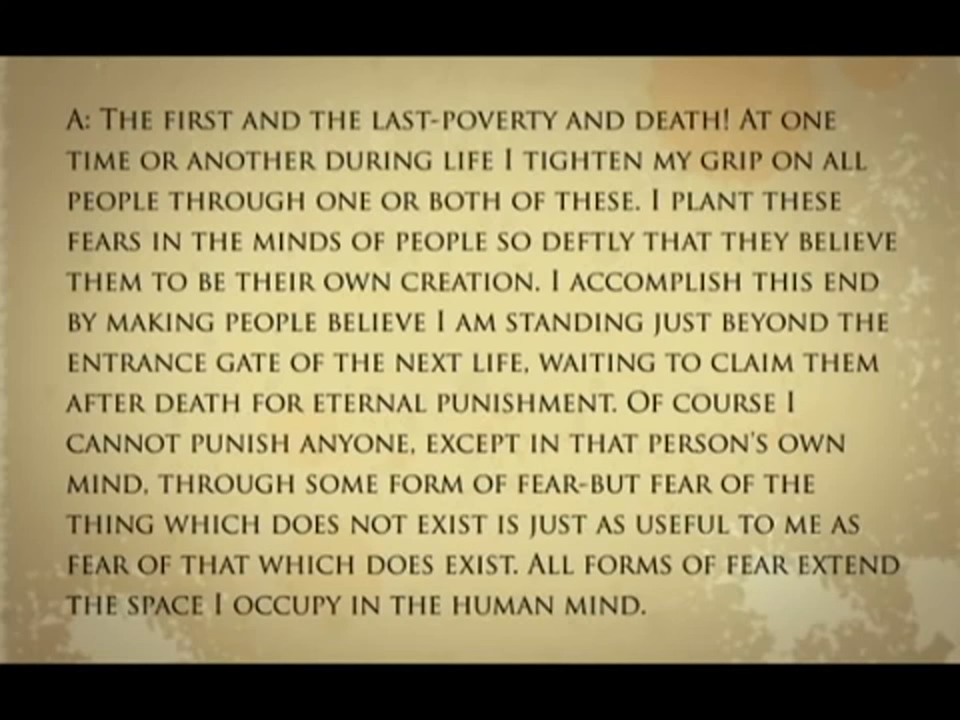 A: The first and the last-poverty and death! At one
time or another during life I tighten my grip on all
people through one or both of these. I plant these
fears in the minds of people so deftly that they believe
them to be their own creation. I accomplish this end
by making people believe I am standing just beyond the
entrance gate of the next life, waiting to claim them
after death for eternal punishment. Of course I
cannot punish anyone, except in that person's own
mind, through some form of fear-but fear of the
thing which does not exist is just as useful to me as
fear of that which does exist. All forms of fear extend
the space I occupy in the human mind.